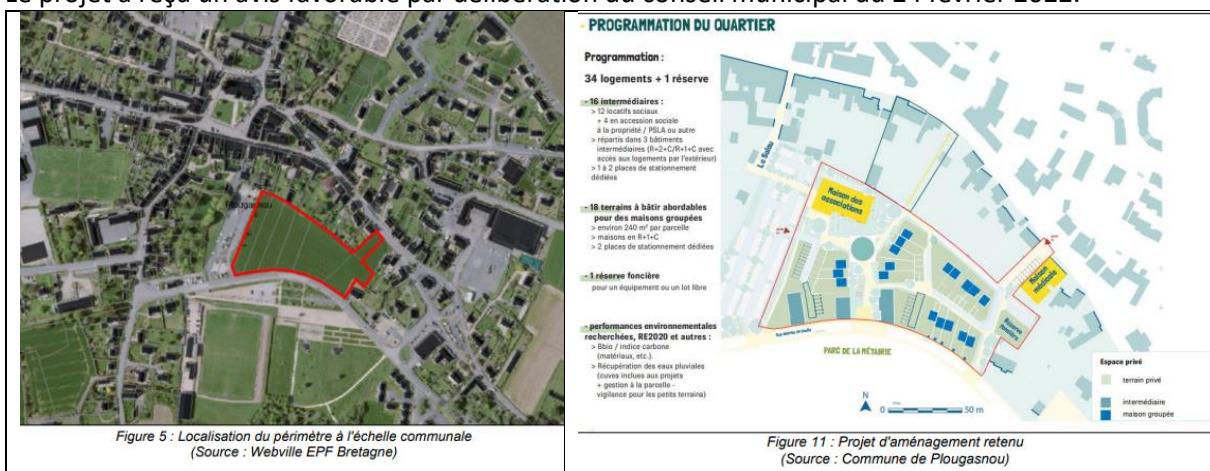 Le projet a reçu un avis favorable par délibération du conseil municipal du 24 février 2022.
Plouganou
Figure 5 : Localisation du périmètre à l'échelle communale
(Source : Webville EPF Bretagne)
- PROGRAMMATION DU QUARTIER
Programmation :
34 logements + 1 réserve
- 16 intermédiaires :
> 12 locatifs sociaux
+ 4 en accession sociale
à la propriété / PSLA ou autre
> répartis dans 3 bâtiments
intermédiaires (R+2+C/R+1+C avec
accès aux logements par l'extérieur)
> 1 à 2 places de stationnement
dédiées
- 18 terrains à bâtir abordables
pour des maisons groupées
> environ 240 m² par parcelle
> maisons en R+1+C
> 2 places de stationnement dédiées
- 1 réserve foncière
pour un équipement ou un lot libre
- performances environnementales
recherchées, RE2020 et autres :
> Bbio / indice carbone
(matériaux, etc.).
> Récupération des eaux pluviales
(cuves inclues aux projets
+ gestion à la parcelle -
vigilance pour les petits terrains)
Maison des
associations
Maison
médicale
Réserve
foncière
PARC DE LA MÉTAIRIE
N
0
50 m
Espace privé
terrain privé
intermédiaire
maison groupée
Figure 11 : Projet d'aménagement retenu
(Source : Commune de Plougasnou)